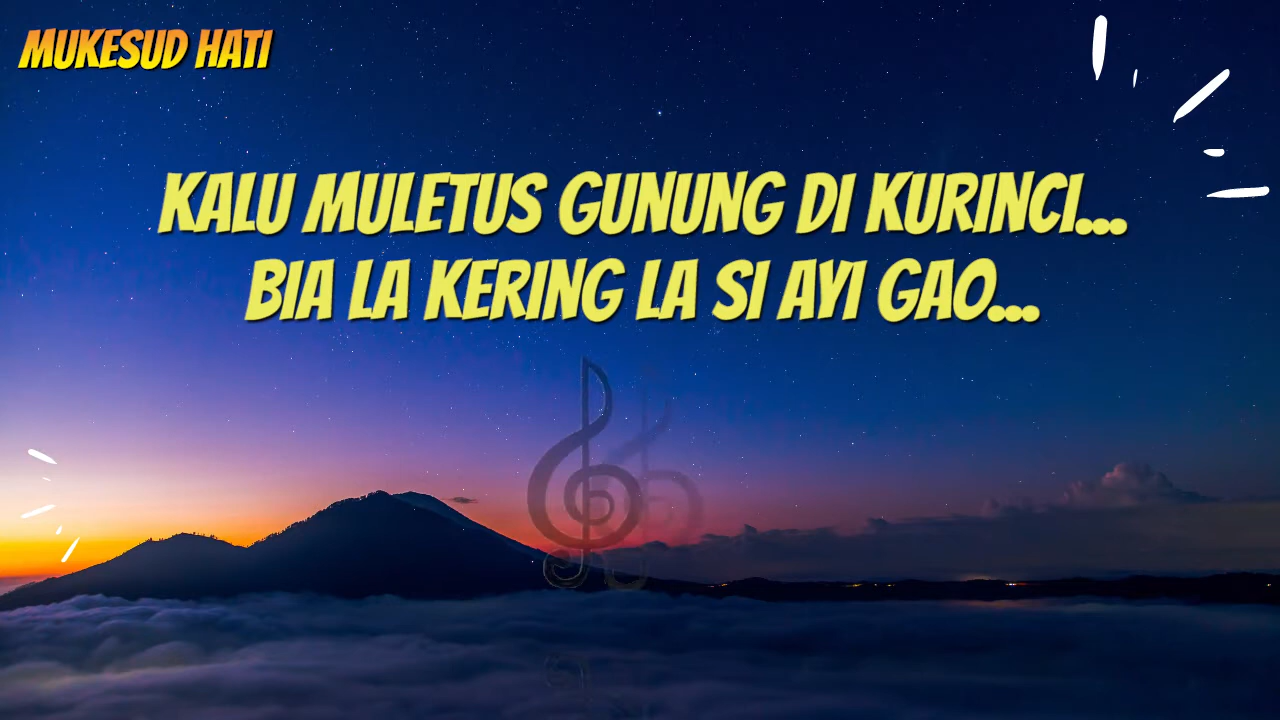 MUKESUD HATI
KALU MULETUS GUNUNG DI KURINCI...
BIA LA KERING LA SI AYI GAO...